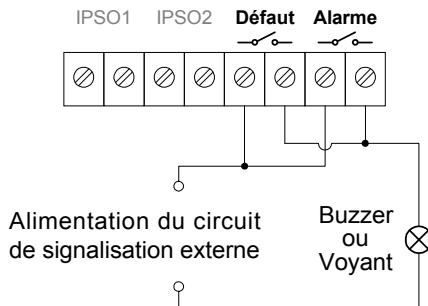 IPSO1 IPSO2 Défaut Alarme
Alimentation du circuit
de signalisation externe
Buzzer
ou
Voyant